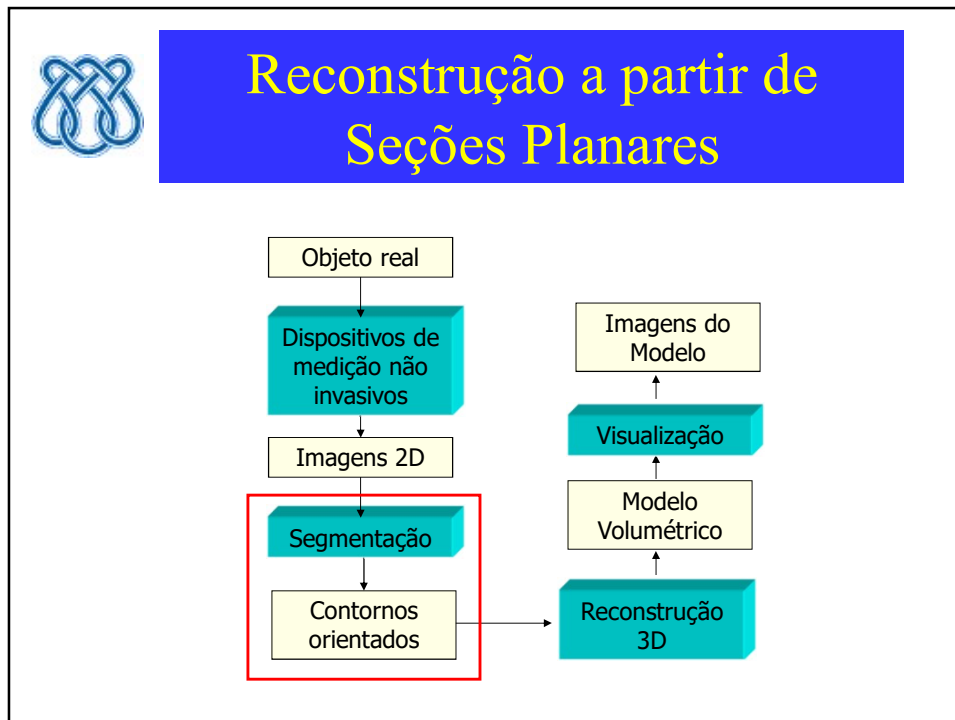 Reconstrução a partir de
Seções Planares
Objeto real
Dispositivos de
medição não
invasivos
Imagens 2D
Segmentação
Contornos
orientados
Reconstrução
3D
Modelo
Volumétrico
Visualização
Imagens do
Modelo